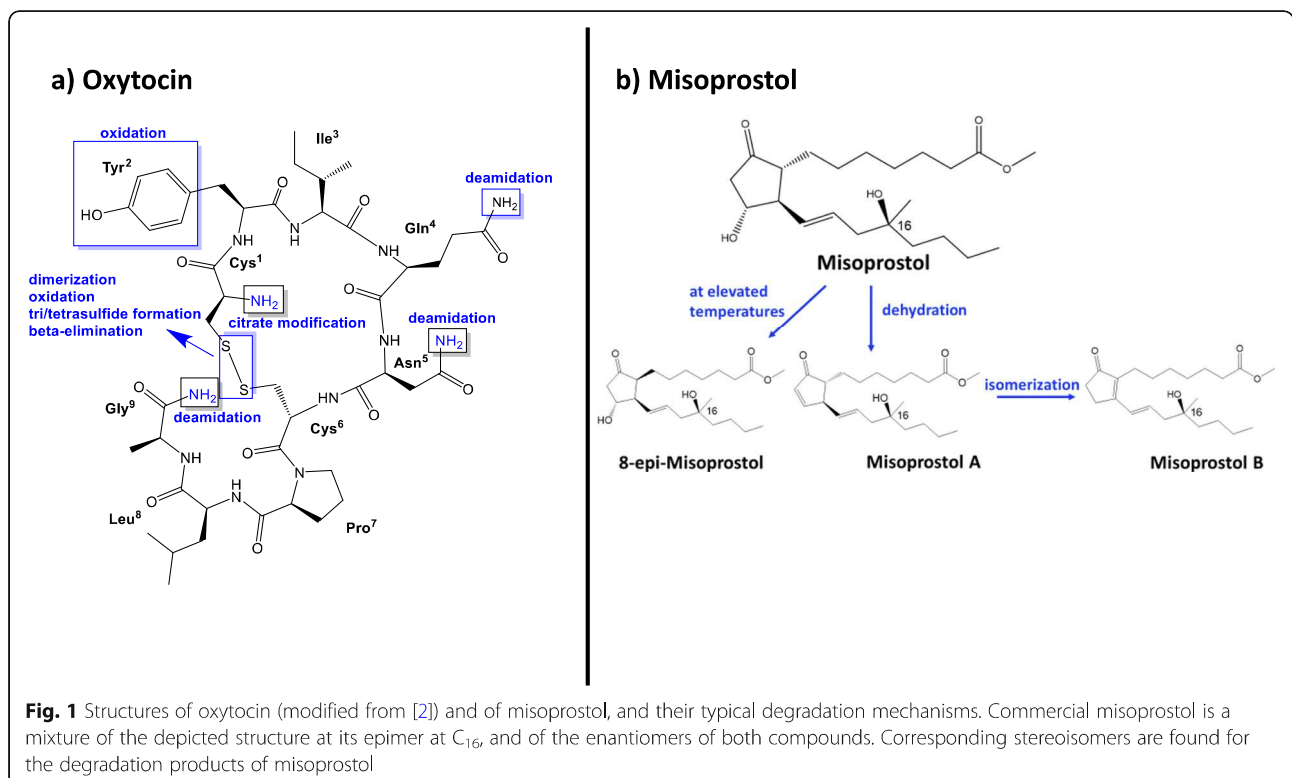 a) Oxytocin
oxidation
Tyr2
HO
O
Ile3
deamidation
NH2
Gln4
O
NH
H
N
O
O
NH
Cys1
O
NH2
citrate modification
dimerization
oxidation
tri/tetrasulfide formation
beta-elimination
S
S
O
NH
deamidation
NH2
Asn5
O
O
NH
Cys6
O
NH2
deamidation
Gly9
O
NH
O
H
N
Leu8
O
O
N
Pro7
b) Misoprostol
O
O
O
HO
HO
16
Misoprostol
at elevated
temperatures
dehydration
O
O
O
HO
HO
16
8-epi-Misoprostol
O
O
O
HO
16
Misoprostol A
isomerization
O
O
O
HO
16
Misoprostol B
Fig. 1 Structures of oxytocin (modified from [2]) and of misoprostol, and their typical degradation mechanisms. Commercial misoprostol is a
mixture of the depicted structure at its epimer at C16, and of the enantiomers of both compounds. Corresponding stereoisomers are found for
the degradation products of misoprostol